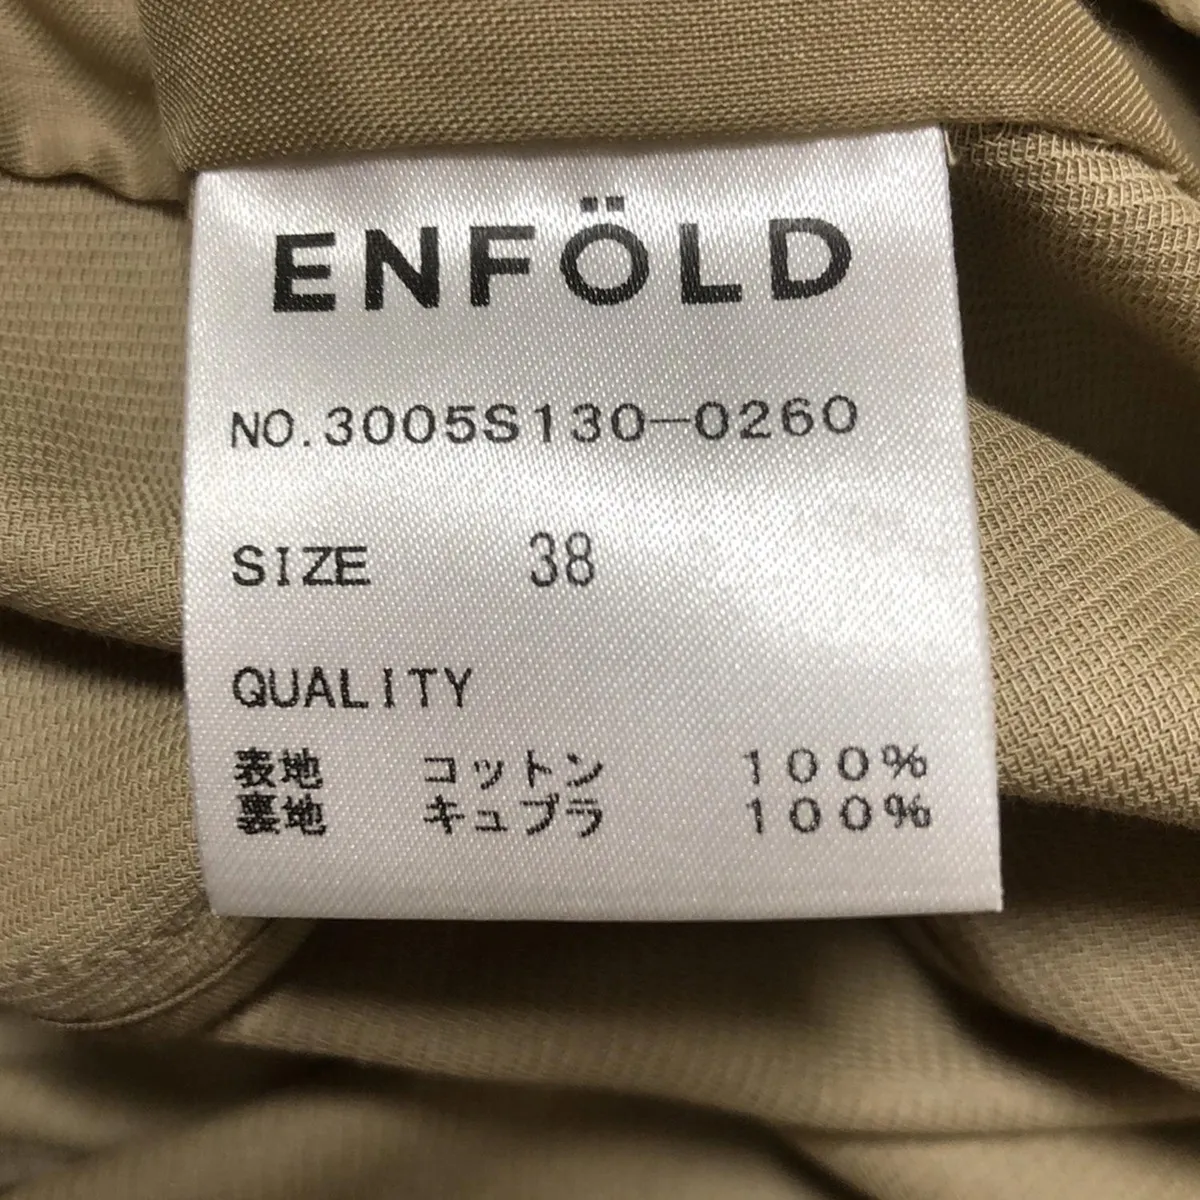 ENFÖLD
NO.3005S130-0260
SIZE 38
QUALITY
表地 コットン 100%
裏地 キュプラ 100%